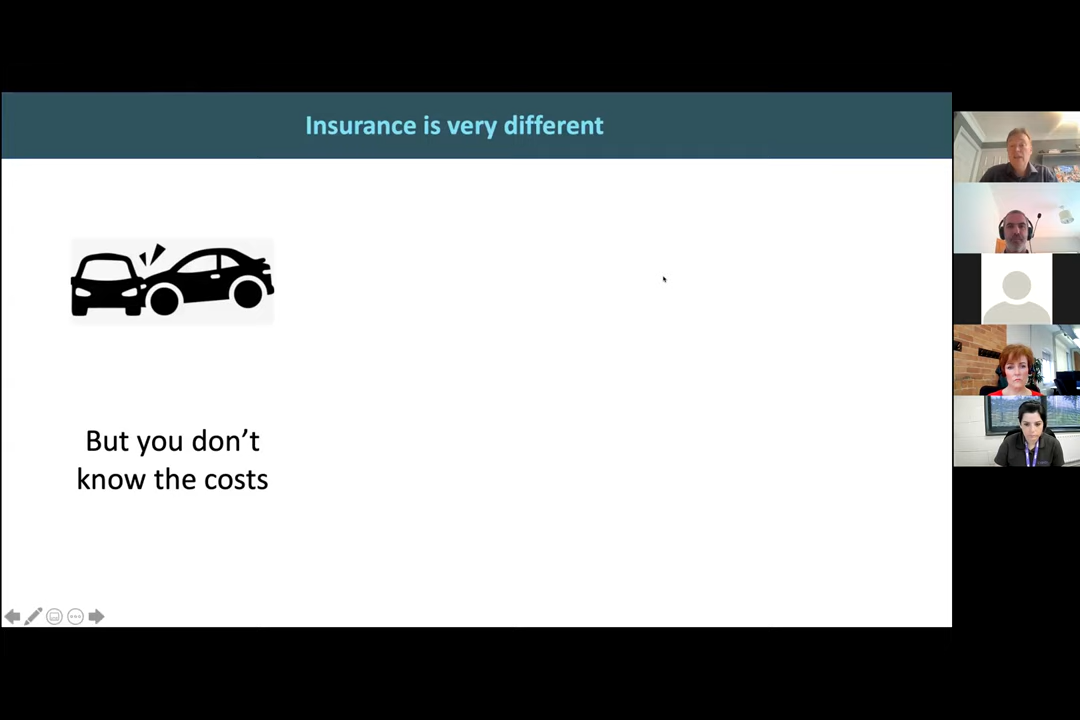 Insurance is very different
But you don’t
know the costs